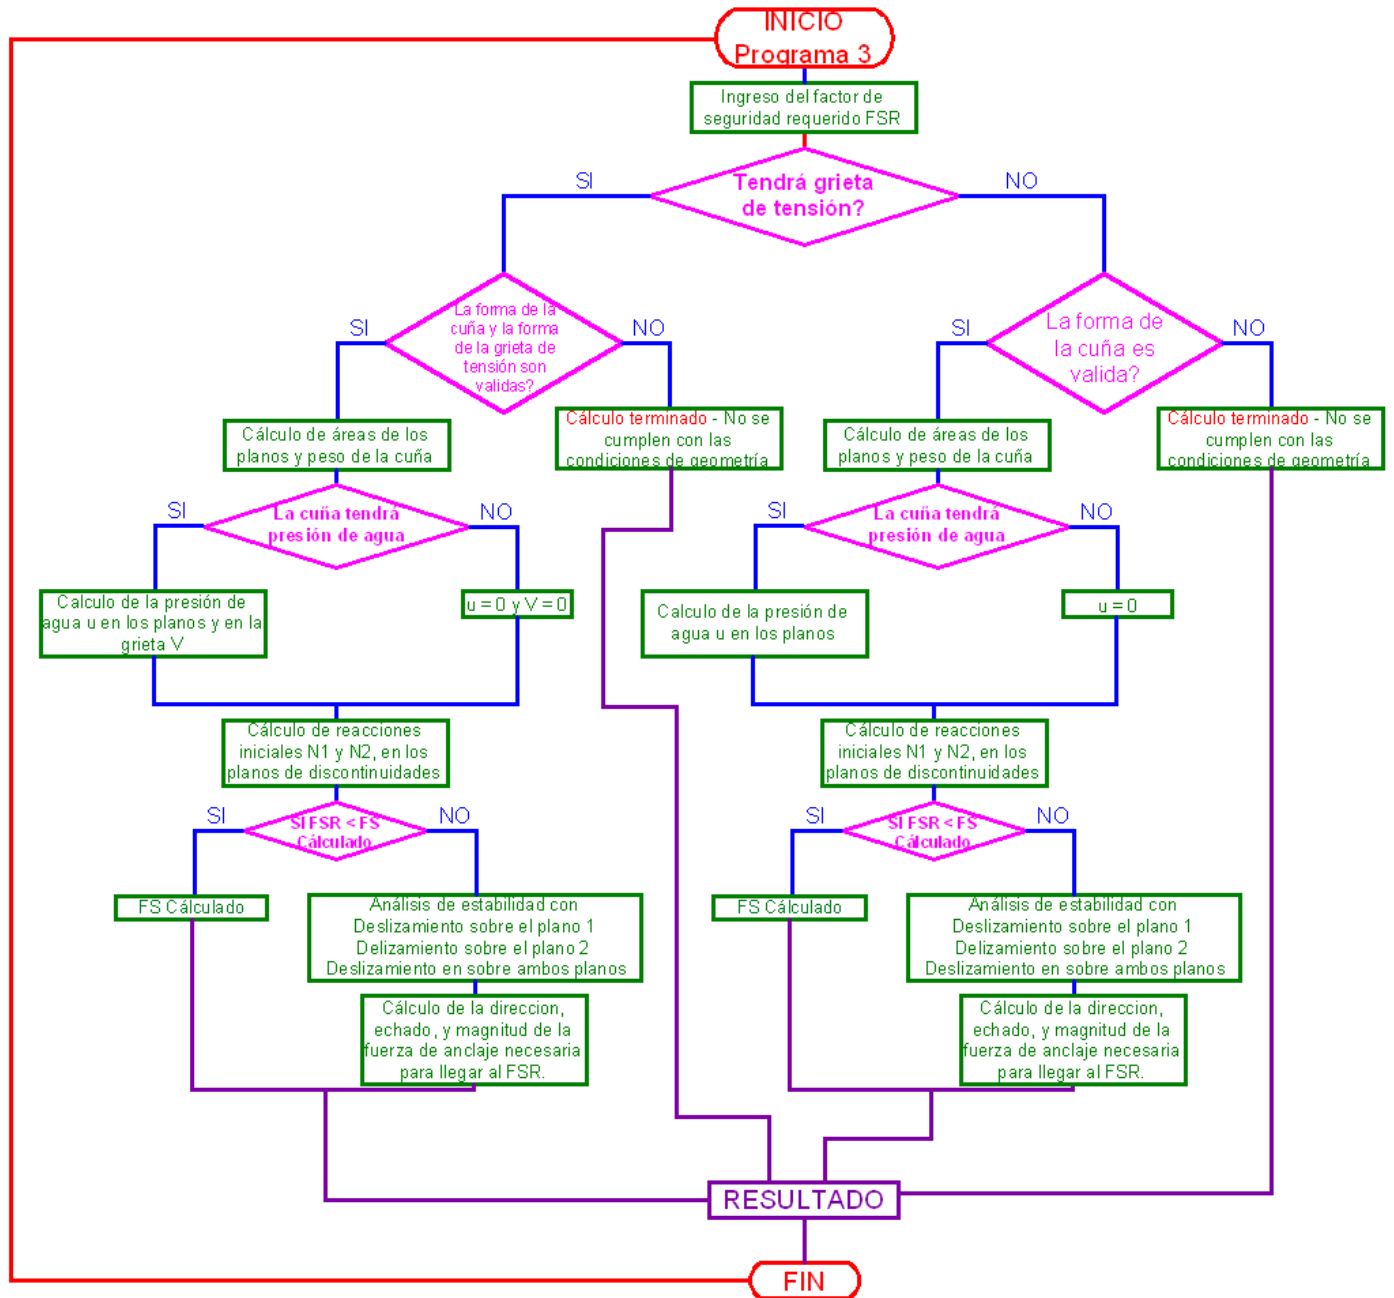 INICIO
Programa 3
Ingreso del factor de
seguridad requerido FSR
SI
Tendrá grieta
de tensión?
NO
SI
La forma de la
cuña y la forma
de la grieta de
tensión son
validas?
NO
SI
La forma de
la cuña es
valida?
NO
Cálculo de áreas de los
planos y peso de la cuña
Cálculo terminado - No se
cumplen con las
condiciones de geometría
Cálculo de áreas de los
planos y peso de la cuña
Cálculo terminado - No se
cumplen con las
condiciones de geometría
SI
La cuña tendrá
presión de agua
NO
SI
La cuña tendrá
presión de agua
NO
Calculo de la presión de
agua u en los planos y en la
grieta V
u = 0 y V = 0
Calculo de la presión de
agua u en los planos
u = 0
Cálculo de reacciones
iniciales N1 y N2, en los
planos de discontinuidades
Cálculo de reacciones
iniciales N1 y N2, en los
planos de discontinuidades
SI
SI FSR < FS
Cálculado
NO
SI
SI FSR < FS
Cálculado
NO
FS Cálculado
Análisis de estabilidad con
Deslizamiento sobre el plano 1
Delizamiento sobre el plano 2
Deslizamiento en sobre ambos planos
FS Cálculado
Análisis de estabilidad con
Deslizamiento sobre el plano 1
Delizamiento sobre el plano 2
Deslizamiento en sobre ambos planos
Cálculo de la direccion,
echado, y magnitud de la
fuerza de anclaje necesaria
para llegar al FSR.
Cálculo de la direccion,
echado, y magnitud de la
fuerza de anclaje necesaria
para llegar al FSR.
RESULTADO
FIN